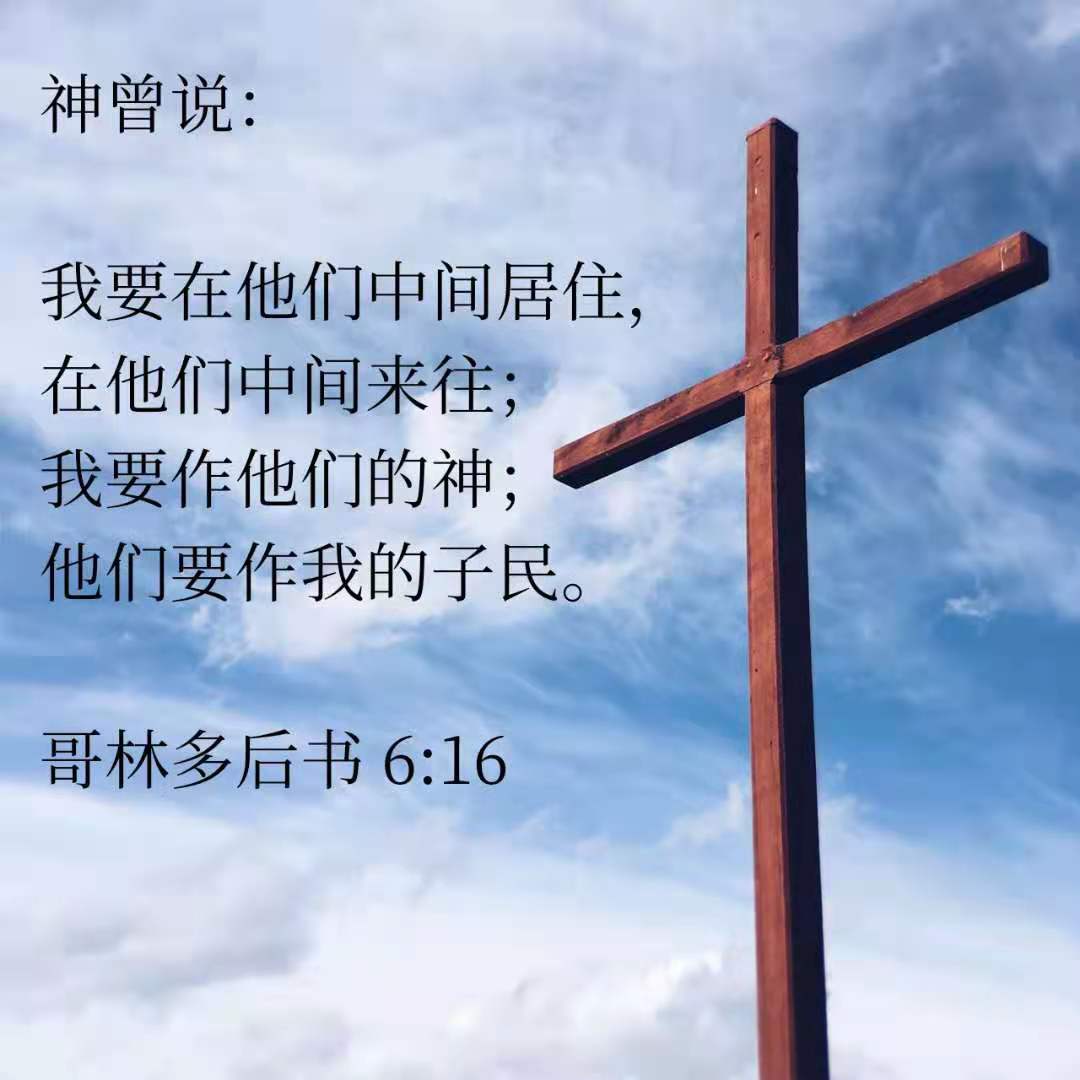 神曾说：
我要在他们中间居住，
在他们中间来往；
我要作他们的神；
他们要作我的子民。
哥林多后书 6:16